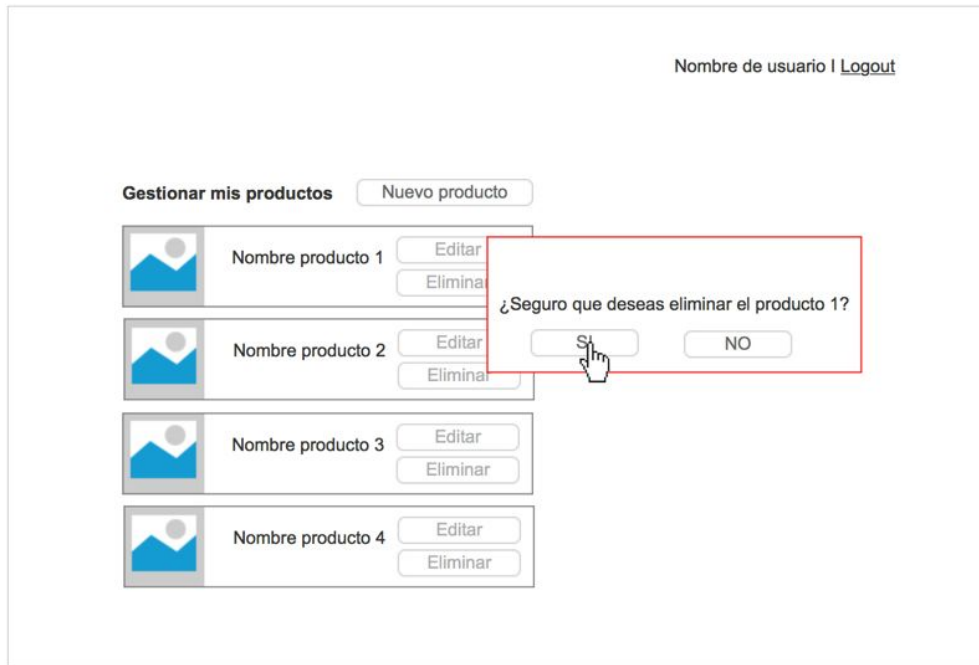 Nombre de usuario I Logout
Gestionar mis productos
Nuevo producto
Nombre producto 1
Editar
Eliminar
¿Seguro que deseas eliminar el producto 1?
SI
NO
Nombre producto 2
Editar
Eliminar
Nombre producto 3
Editar
Eliminar
Nombre producto 4
Editar
Eliminar